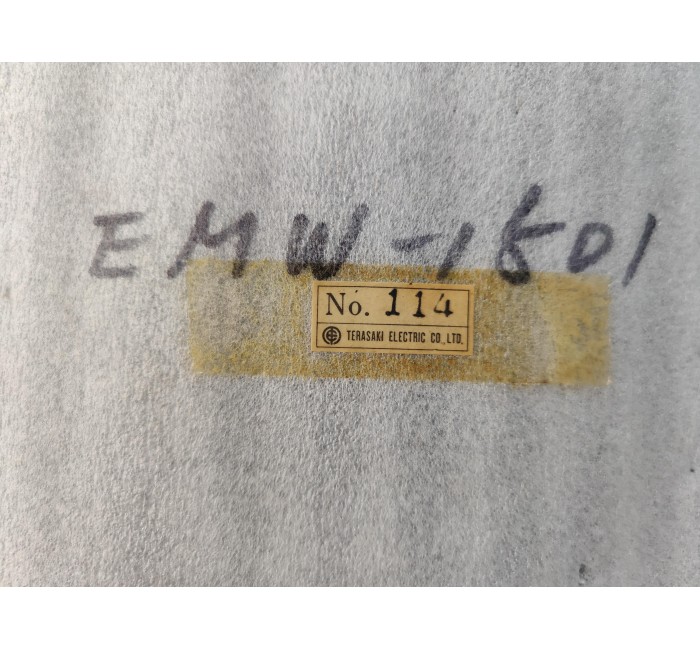 EMW-1501
No. 114
TERASAKI ELECTRIC CO.,LTD.